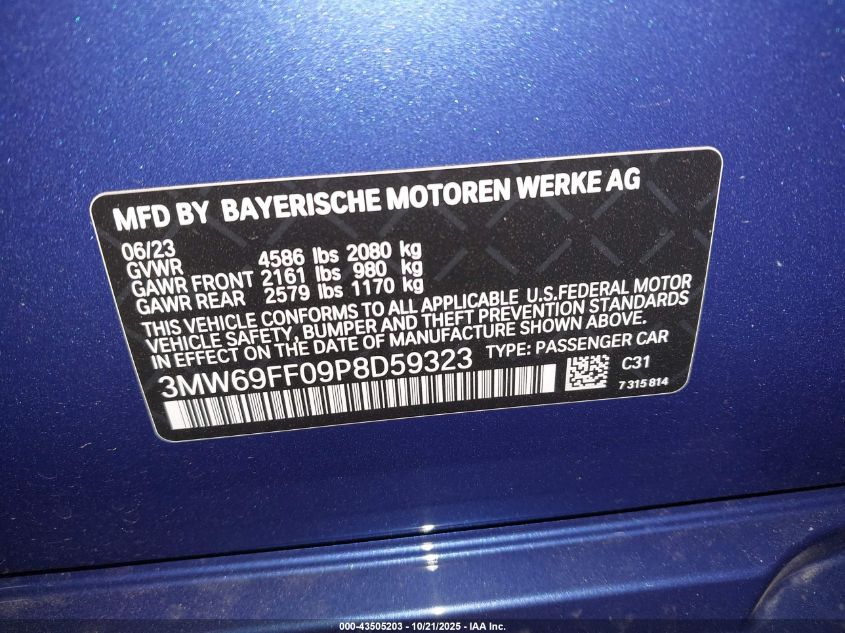 MFD BY BAYERISCHE MOTOREN WERKE AG
06/23
GVWR 4586 lbs 2080 kg
GAWR FRONT 2161 lbs 980 kg
GAWR REAR 2579 lbs 1170 kg
THIS VEHICLE CONFORMS TO ALL APPLICABLE U.S.FEDERAL MOTOR
VEHICLE SAFETY, BUMPER AND THEFT PREVENTION STANDARDS
IN EFFECT ON THE DATE OF MANUFACTURE SHOWN ABOVE.
3MW69FF09P8D59323 TYPE: PASSENGER CAR
C31
7 315 814
000-43505203 - 10/21/2025 - IAA Inc.